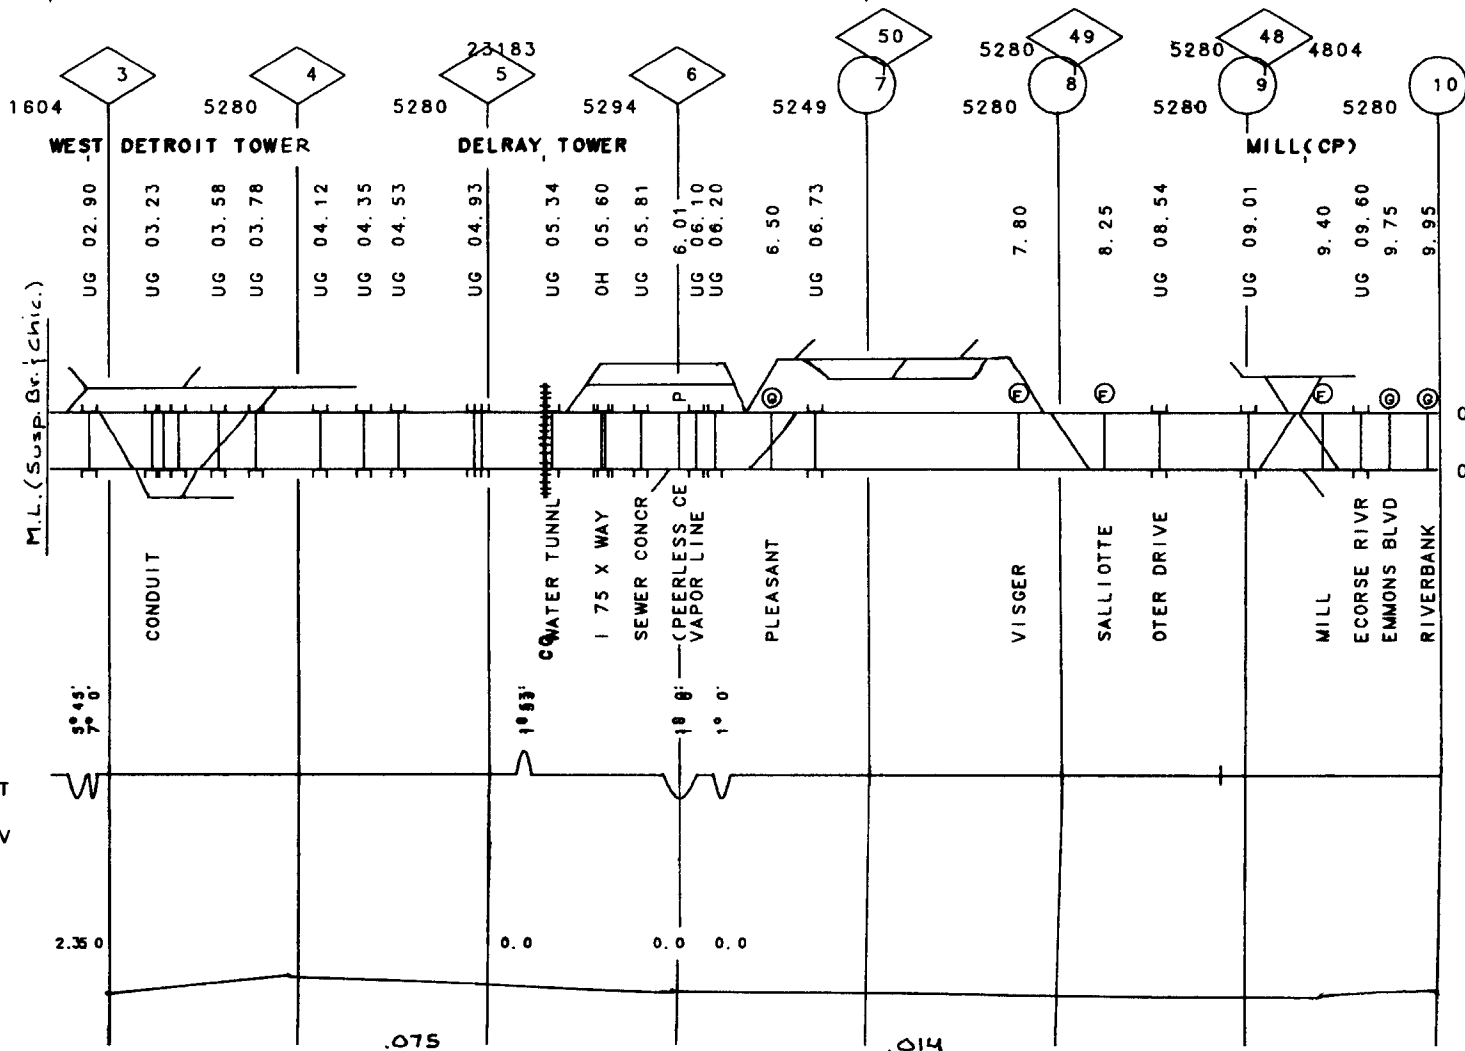 23183
50
49
48
5280
5280
4804
3
4
5
6
7
8
9
10
1604
5280
5280
5294
5249
5280
5280
5280
WEST DETROIT TOWER
DELRAY TOWER
MILL(CP)
UG 02.90
UG 03.23
UG 03.58
UG 03.78
UG 04.12
UG 04.35
UG 04.53
UG 04.93
UG 05.34
OH 05.60
UG 05.81
6.01
UG 06.10
UG 06.20
6.50
UG 06.73
7.80
8.25
UG 08.54
UG 09.01
9.40
UG 09.60
9.75
9.95
M.L. (Susp. Br. & Chic.)
P
G
F
F
F
G
G
0
0
CONDUIT
WATER TUNNL
I 75 X WAY
SEWER CONCR
(PEERLESS CE
VAPOR LINE
PLEASANT
VISGER
SALLIOTTE
OTER DRIVE
MILL
ECORSE RIVR
EMMONS BLVD
RIVERBANK
5° 45'
7° 0'
1° 0'
T
V
2.35 0
0.0
0.0
0.0
.075
.014